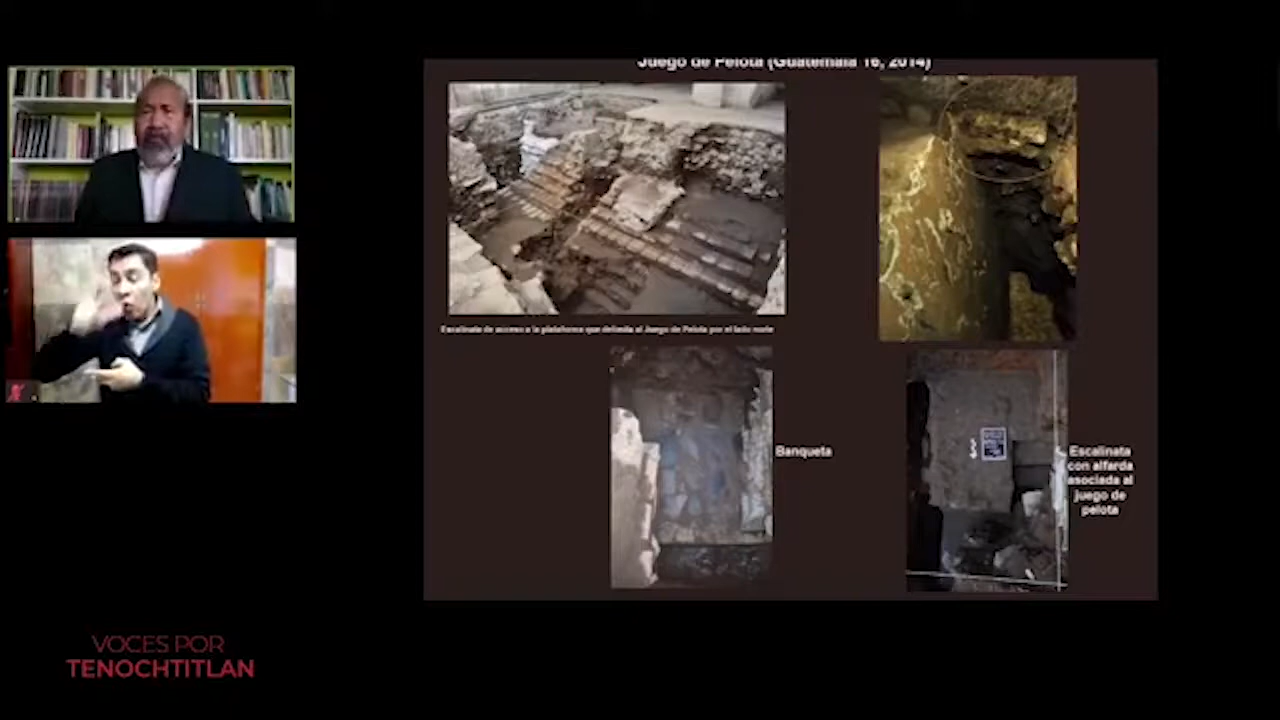 Juego de Pelota (Guatemala 16, 2014)
Escalinata de acceso a la plataforma que delimita al Juego de Pelota por el lado norte
Banqueta
Escalinata
con alfarda
asociada al
juego de
pelota
VOCES POR
TENOCHTITLAN